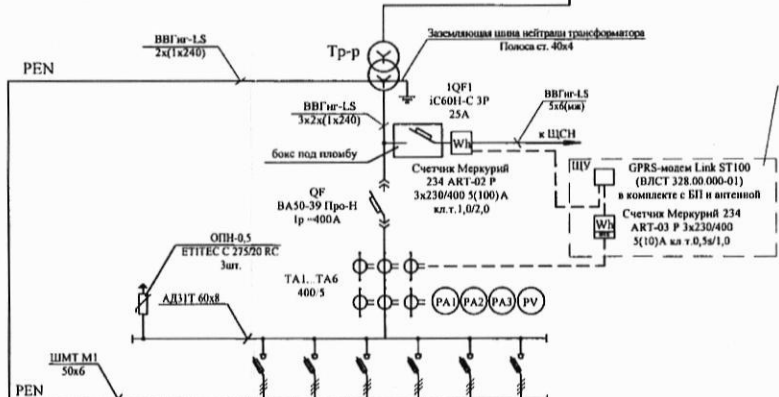 ВВГнг-LS
2х(1х240)
PEN
Тр-р
Заземляющая шина нейтрали трансформатора
Полоса ст. 40х4
1QF1
iC60H-C 3P
25А
ВВГнг-LS
5х6(мж)
ВВГнг-LS
3х2х(1х240)
Wh
к ЩСН
бокс под пломбу
Счетчик Меркурий
234 ART-02 P
3х230/400 5(100) А
кл.т.1,0/2,0
ЩУ
GPRS-модем Link ST100
(ВЛСТ 328.00.000-01)
в комплекте с БП и антенной
Wh
Счетчик Меркурий 234
ART-03 P 3х230/400
5(10)А кл.т.0,5s/1,0
QF
ВА50-39 Про-Н
Iр -400А
ОПН-0,5
ETITEC C 275/20 RC
3шт.
ТА1...ТА6
400/5
АД31Т 60х8
PA1
PA2
PA3
PV
ШМТ М1
50х6
PEN